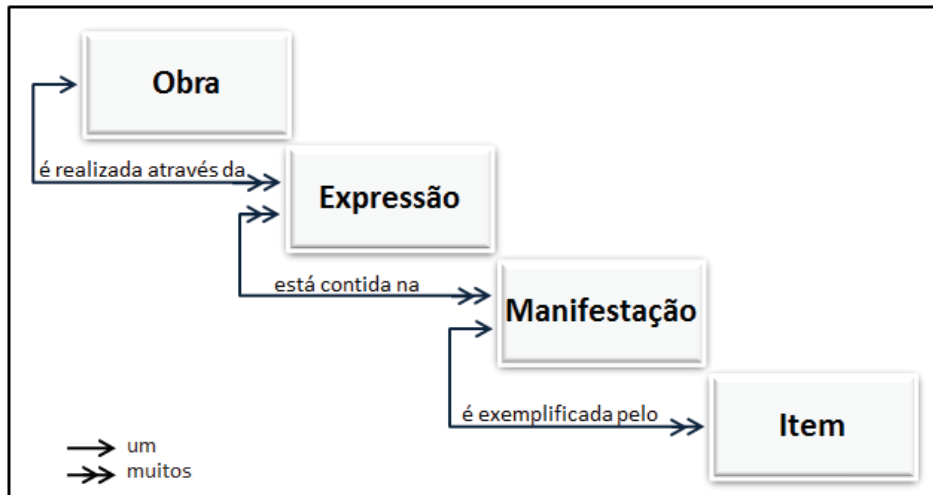 Obra
é realizada através da
Expressão
está contida na
Manifestação
é exemplificada pelo
Item
um
muitos